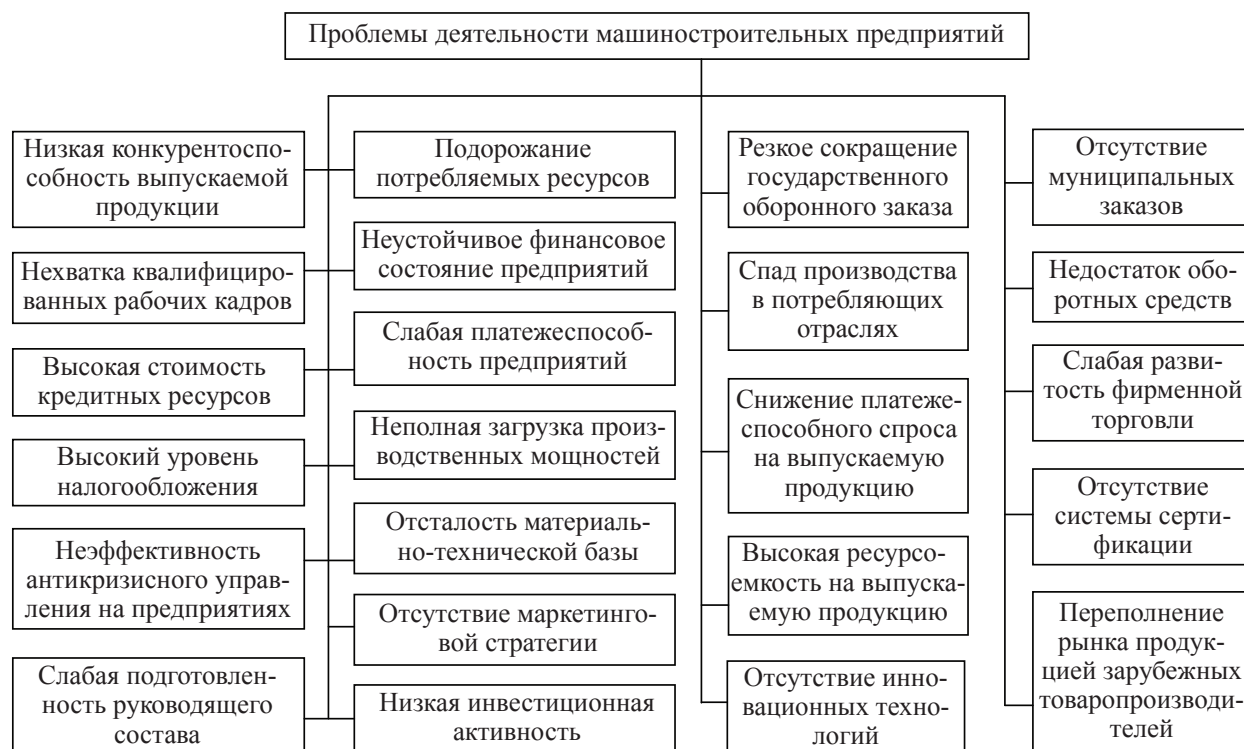 Проблемы деятельности машиностроительных предприятий
Низкая конкурентоспо-
собность выпускаемой
продукции
Нехватка квалифициро-
ванных рабочих кадров
Высокая стоимость
кредитных ресурсов
Высокий уровень
налогообложения
Неэффективность
антикризисного управ-
ления на предприятиях
Слабая подготовлен-
ность руководящего
состава
Подорожание
потребляемых ресурсов
Неустойчивое финансовое
состояние предприятий
Слабая платежеспособ-
ность предприятий
Неполная загрузка произ-
водственных мощностей
Отсталость материаль-
но-технической базы
Отсутствие маркетинго-
вой стратегии
Низкая инвестиционная
активность
Резкое сокращение
государственного
оборонного заказа
Спад производства
в потребляющих
отраслях
Снижение платеже-
способного спроса
на выпускаемую
продукцию
Высокая ресурсо-
емкость на выпуска-
емую продукцию
Отсутствие инно-
вационных техно-
логий
Отсутствие
муниципальных
заказов
Недостаток обо-
ротных средств
Слабая разви-
тость фирменной
торговли
Отсутствие
системы серти-
фикации
Переполнение
рынка продук-
цией зарубежных
товаропроизводи-
телей